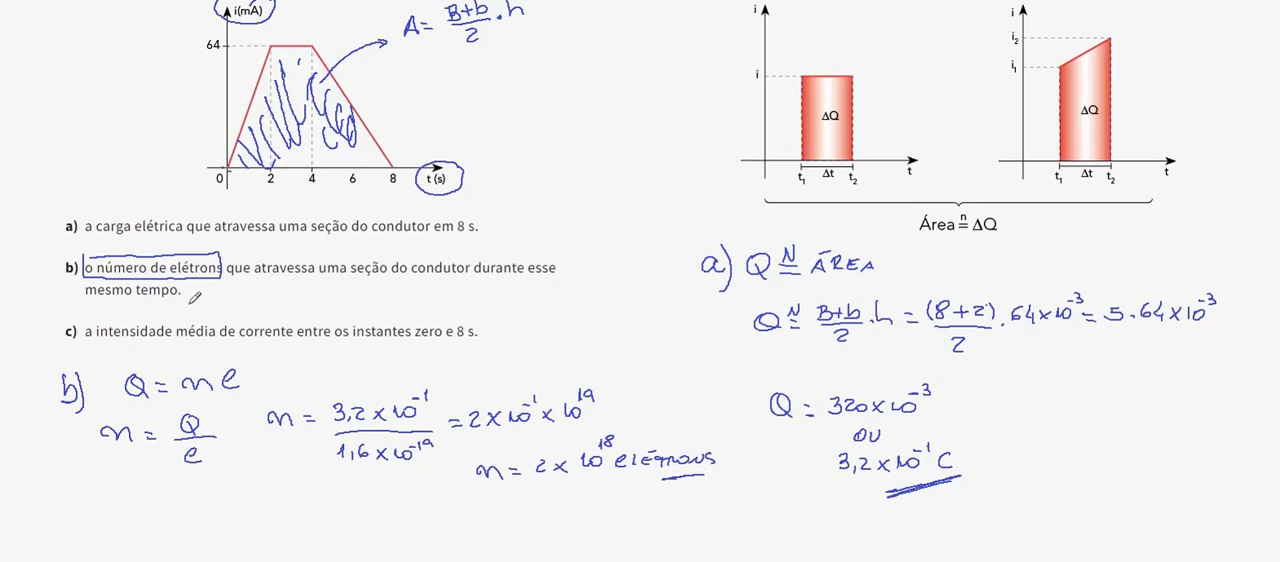 i(mA)
64
0 2 4 6 8 t (s)
A = B+b/2 . h
i
i
ΔQ
t₁ Δt t₂
t
i
i₂
i₁
ΔQ
t₁ Δt t₂
t
Área n= ΔQ
a) a carga elétrica que atravessa uma seção do condutor em 8 s.
b) o número de elétrons que atravessa uma seção do condutor durante esse
mesmo tempo.
c) a intensidade média de corrente entre os instantes zero e 8 s.
a) Q N= ÁREA
Q N= B+b/2 . h = (8+2)/2 . 64×10⁻³ = 5.64×10⁻³
Q = 320×10⁻³
OU
3,2×10⁻¹ C
b) Q = n e
n = Q/e
n = 3,2×10⁻¹/1,6×10⁻¹⁹ = 2×10⁻¹×10¹⁹
n = 2×10¹⁸ elétrons